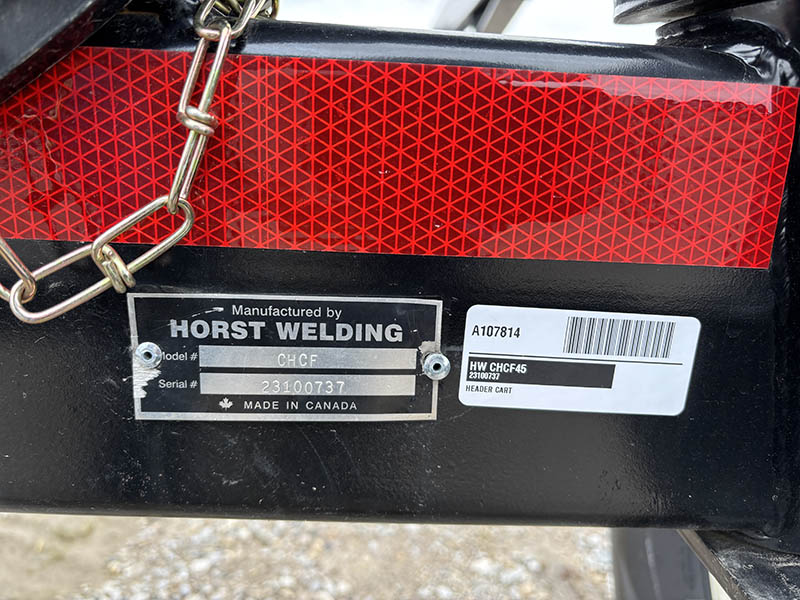 Manufactured by
HORST WELDING
Model # CHCF
Serial # 23100737
MADE IN CANADA
A107814
HW CHCF45
23100737
HEADER CART